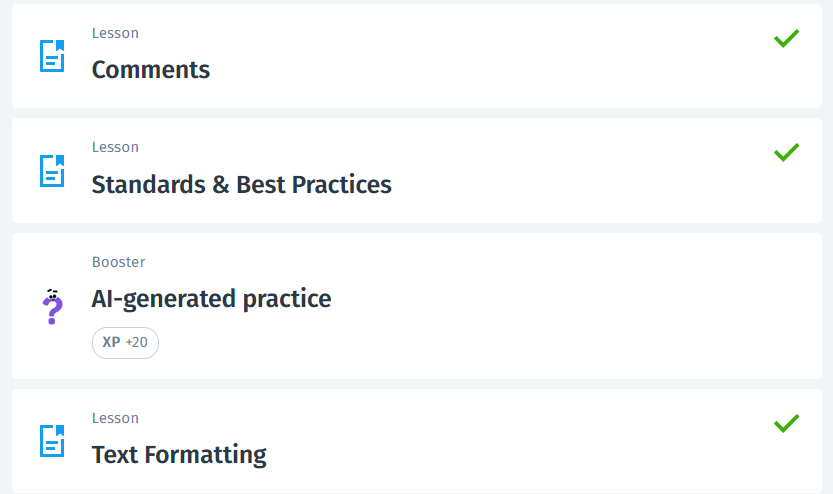 Lesson
Comments
Lesson
Standards & Best Practices
Booster
AI-generated practice
XP +20
Lesson
Text Formatting